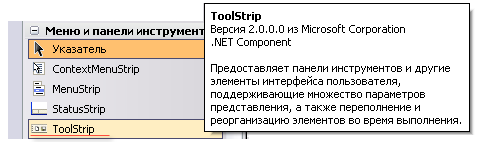 Меню и панели инструмент
Указатель
ContextMenuStrip
MenuStrip
StatusStrip
ToolStrip
ToolStrip
Версия 2.0.0.0 из Microsoft Corporation
.NET Component
Предоставляет панели инструментов и другие
элементы интерфейса пользователя,
поддерживающие множество параметров
представления, а также переполнение и
реорганизацию элементов во время выполнения.